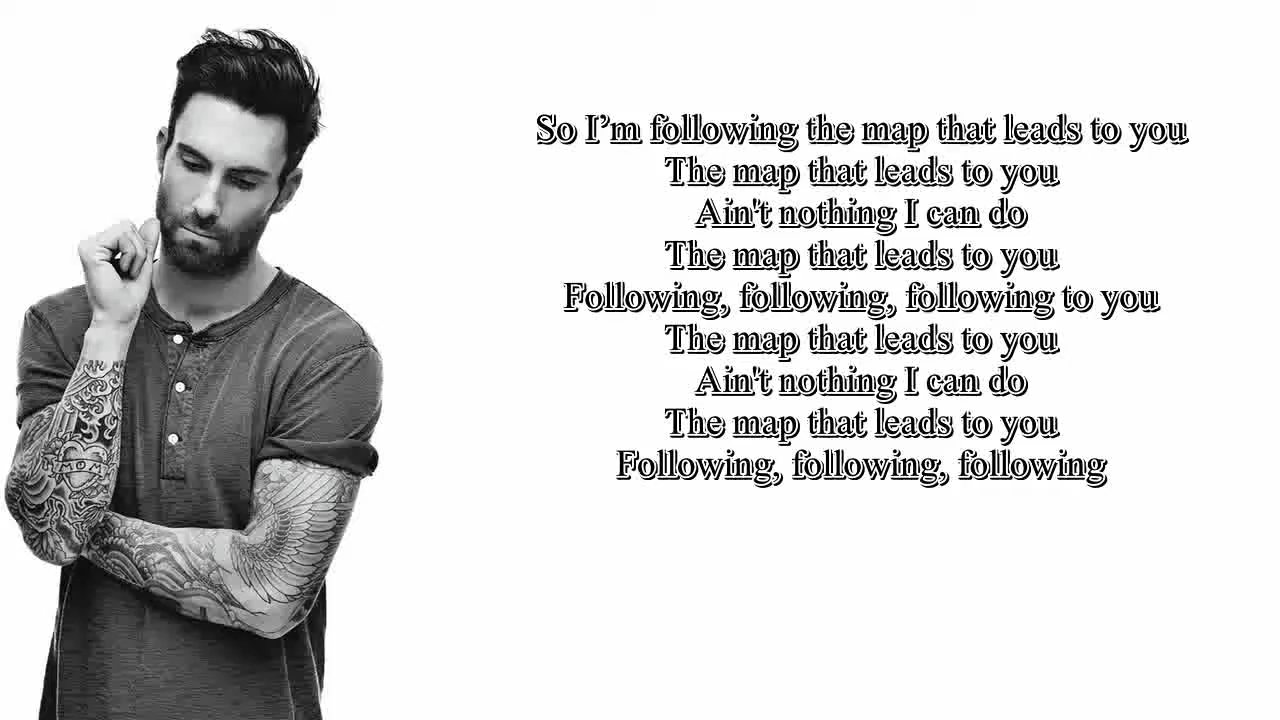 So I’m following the map that leads to you
The map that leads to you
Ain't nothing I can do
The map that leads to you
Following, following, following to you
The map that leads to you
Ain't nothing I can do
The map that leads to you
Following, following, following
MOM